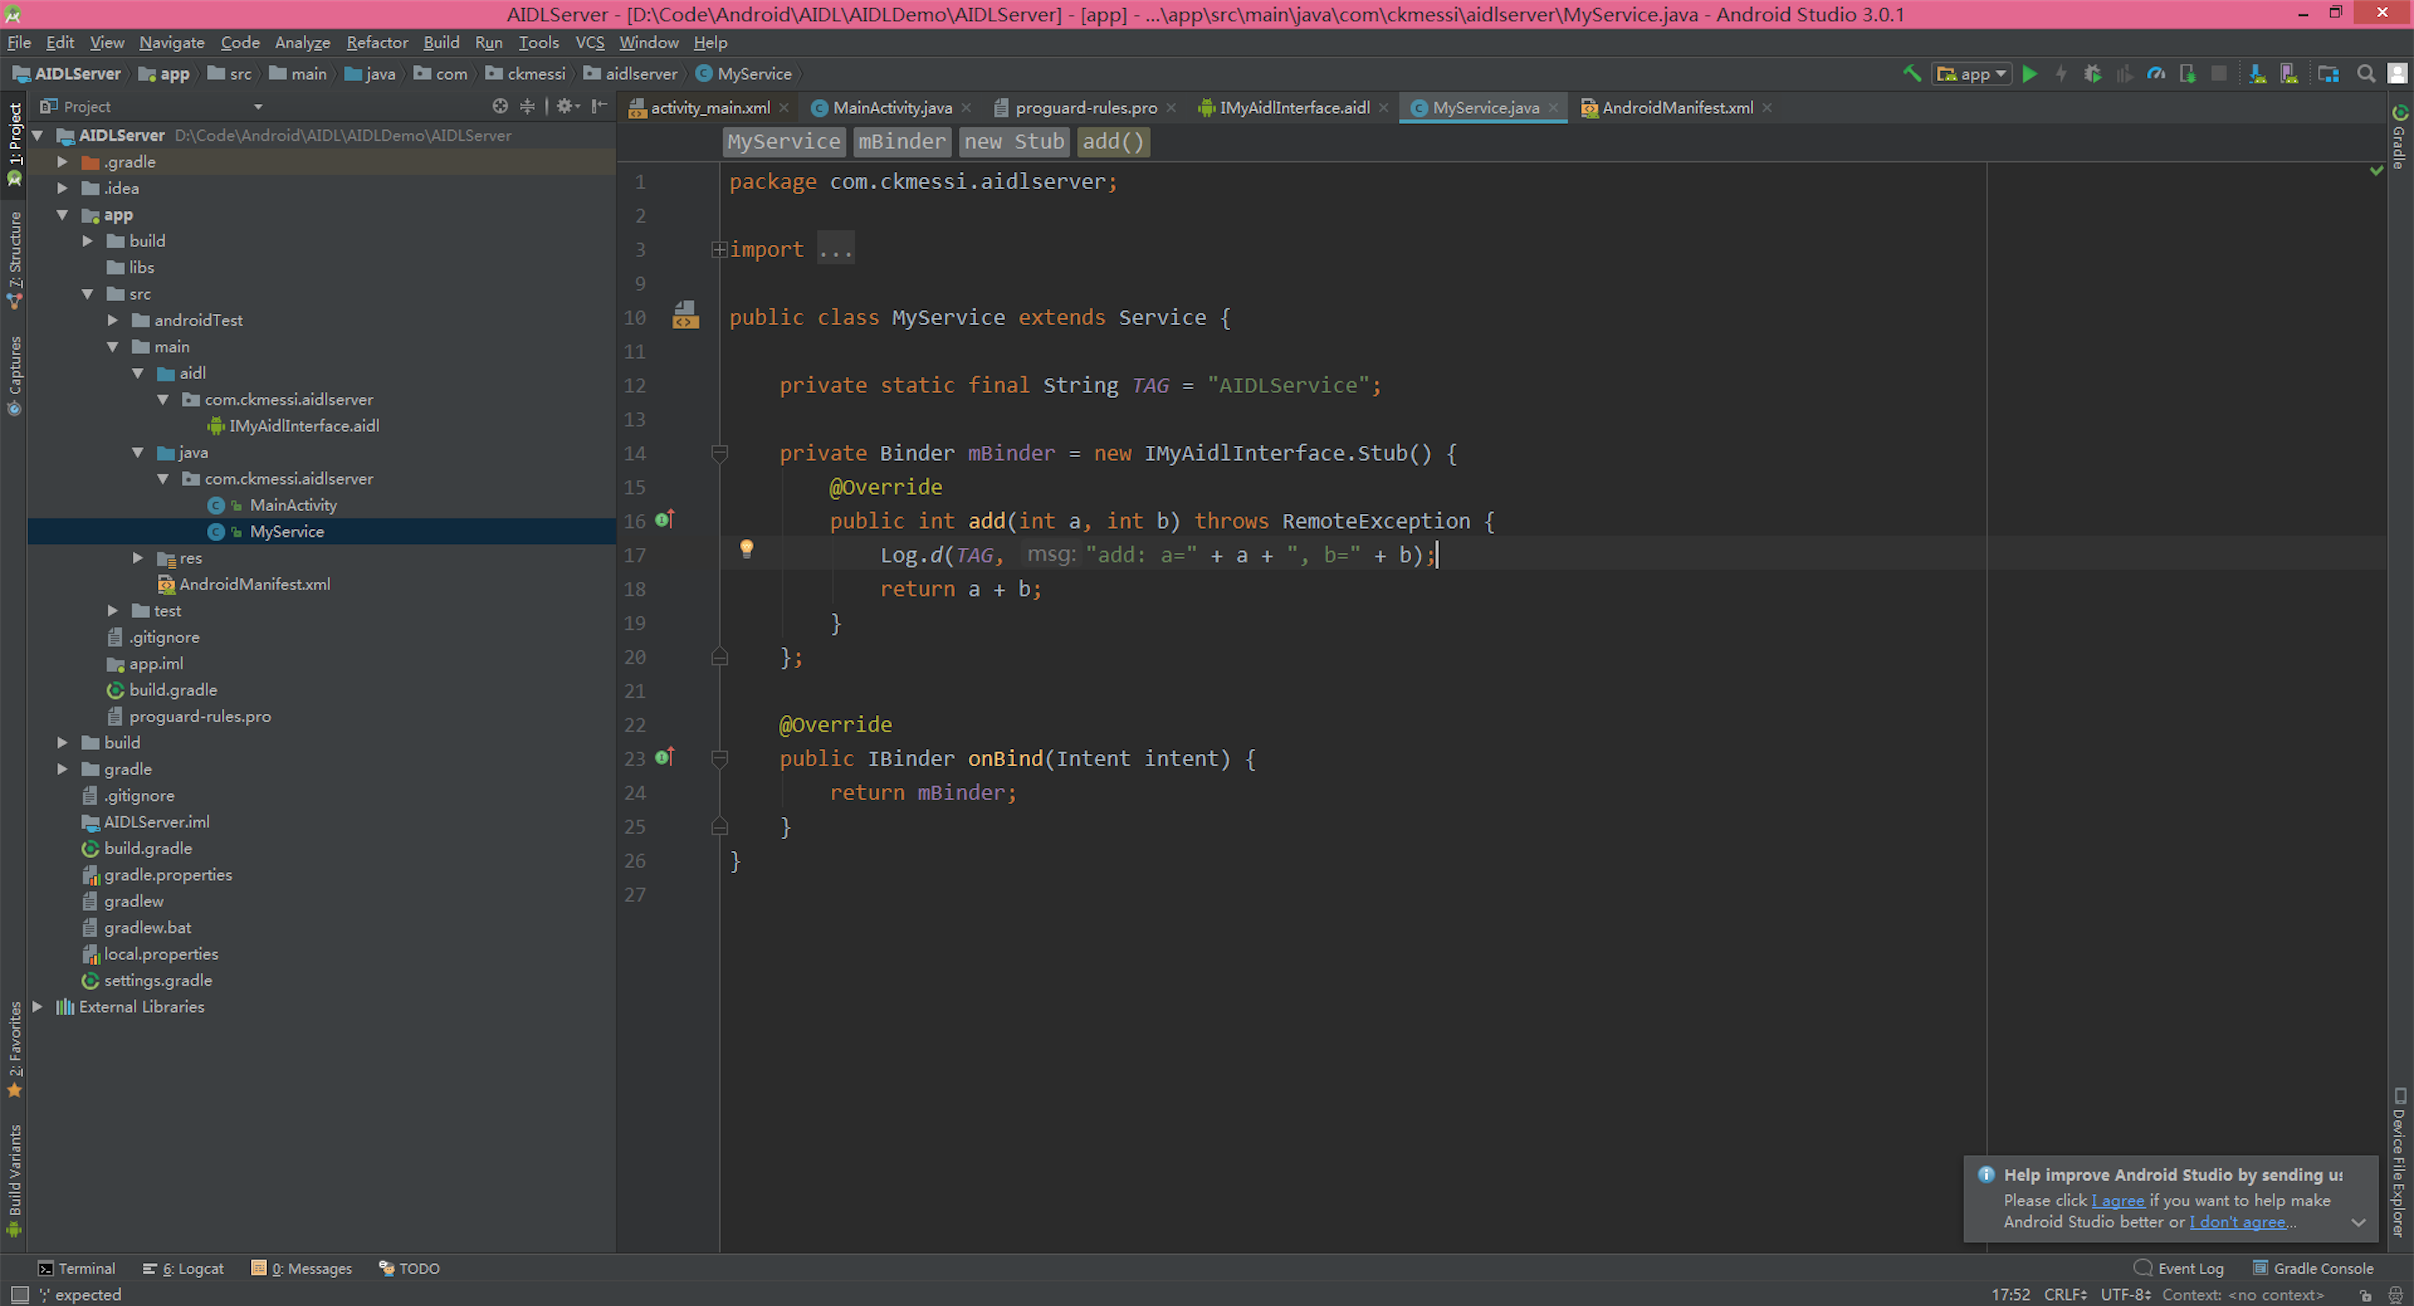 AIDLServer - [D:\Code\Android\AIDL\AIDLDemo\AIDLServer] - [app] - ...\app\src\main\java\com\ckmessi\aidlserver\MyService.java - Android Studio 3.0.1
File Edit View Navigate Code Analyze Refactor Build Run Tools VCS Window Help
AIDLServer app src main java com ckmessi aidlserver MyService
app
Project
activity_main.xml MainActivity.java proguard-rules.pro IMyAidlInterface.aidl MyService.java AndroidManifest.xml
MyService mBinder new Stub add()
1: Project
7: Structure
Captures
2: Favorites
Build Variants
AIDLServer D:\Code\Android\AIDL\AIDLDemo\AIDLServer
.gradle
.idea
app
build
libs
src
androidTest
main
aidl
com.ckmessi.aidlserver
IMyAidlInterface.aidl
java
com.ckmessi.aidlserver
MainActivity
MyService
res
AndroidManifest.xml
test
.gitignore
app.iml
build.gradle
proguard-rules.pro
build
gradle
.gitignore
AIDLServer.iml
build.gradle
gradle.properties
gradlew
gradlew.bat
local.properties
settings.gradle
External Libraries
1 package com.ckmessi.aidlserver;
2
3 import ...
9
10 public class MyService extends Service {
11
12 private static final String TAG = "AIDLService";
13
14 private Binder mBinder = new IMyAidlInterface.Stub() {
15 @Override
16 public int add(int a, int b) throws RemoteException {
17 Log.d(TAG, msg: "add: a=" + a + ", b=" + b);
18 return a + b;
19 }
20 };
21
22 @Override
23 public IBinder onBind(Intent intent) {
24 return mBinder;
25 }
26 }
27
Gradle
Device File Explorer
Help improve Android Studio by sending us
Please click I agree if you want to help make
Android Studio better or I don't agree...
Terminal 6: Logcat 0: Messages TODO Event Log Gradle Console
';' expected 17:52 CRLF UTF-8 Context: <no context>